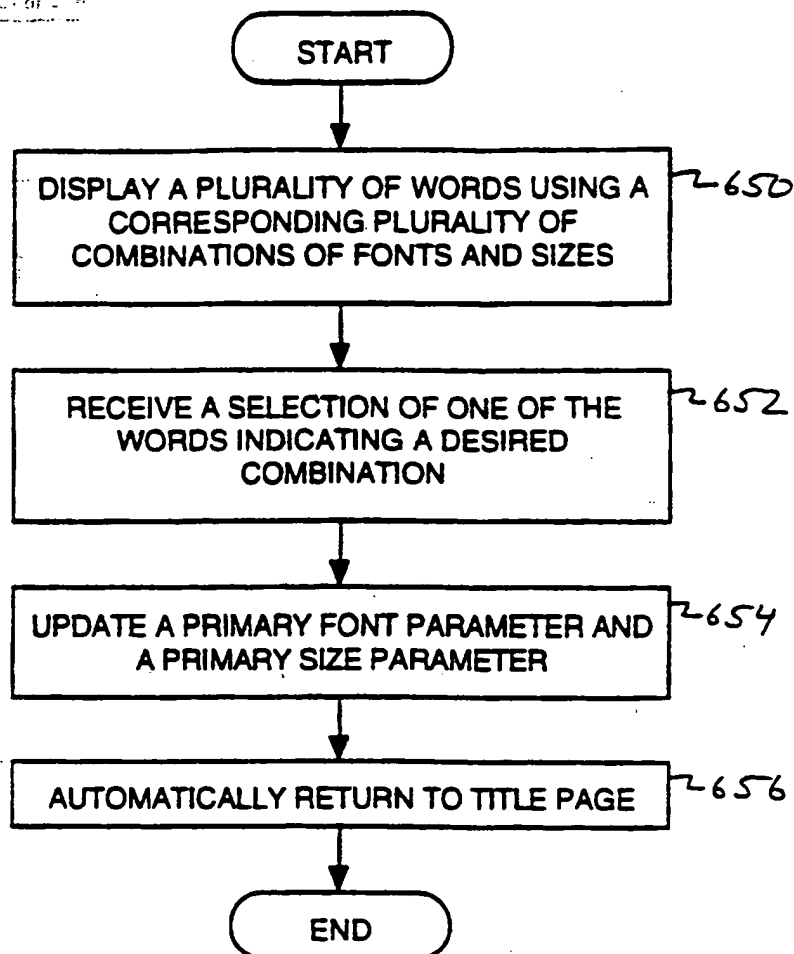 START
DISPLAY A PLURALITY OF WORDS USING A
CORRESPONDING PLURALITY OF
COMBINATIONS OF FONTS AND SIZES
650
RECEIVE A SELECTION OF ONE OF THE
WORDS INDICATING A DESIRED
COMBINATION
652
UPDATE A PRIMARY FONT PARAMETER AND
A PRIMARY SIZE PARAMETER
654
AUTOMATICALLY RETURN TO TITLE PAGE
656
END